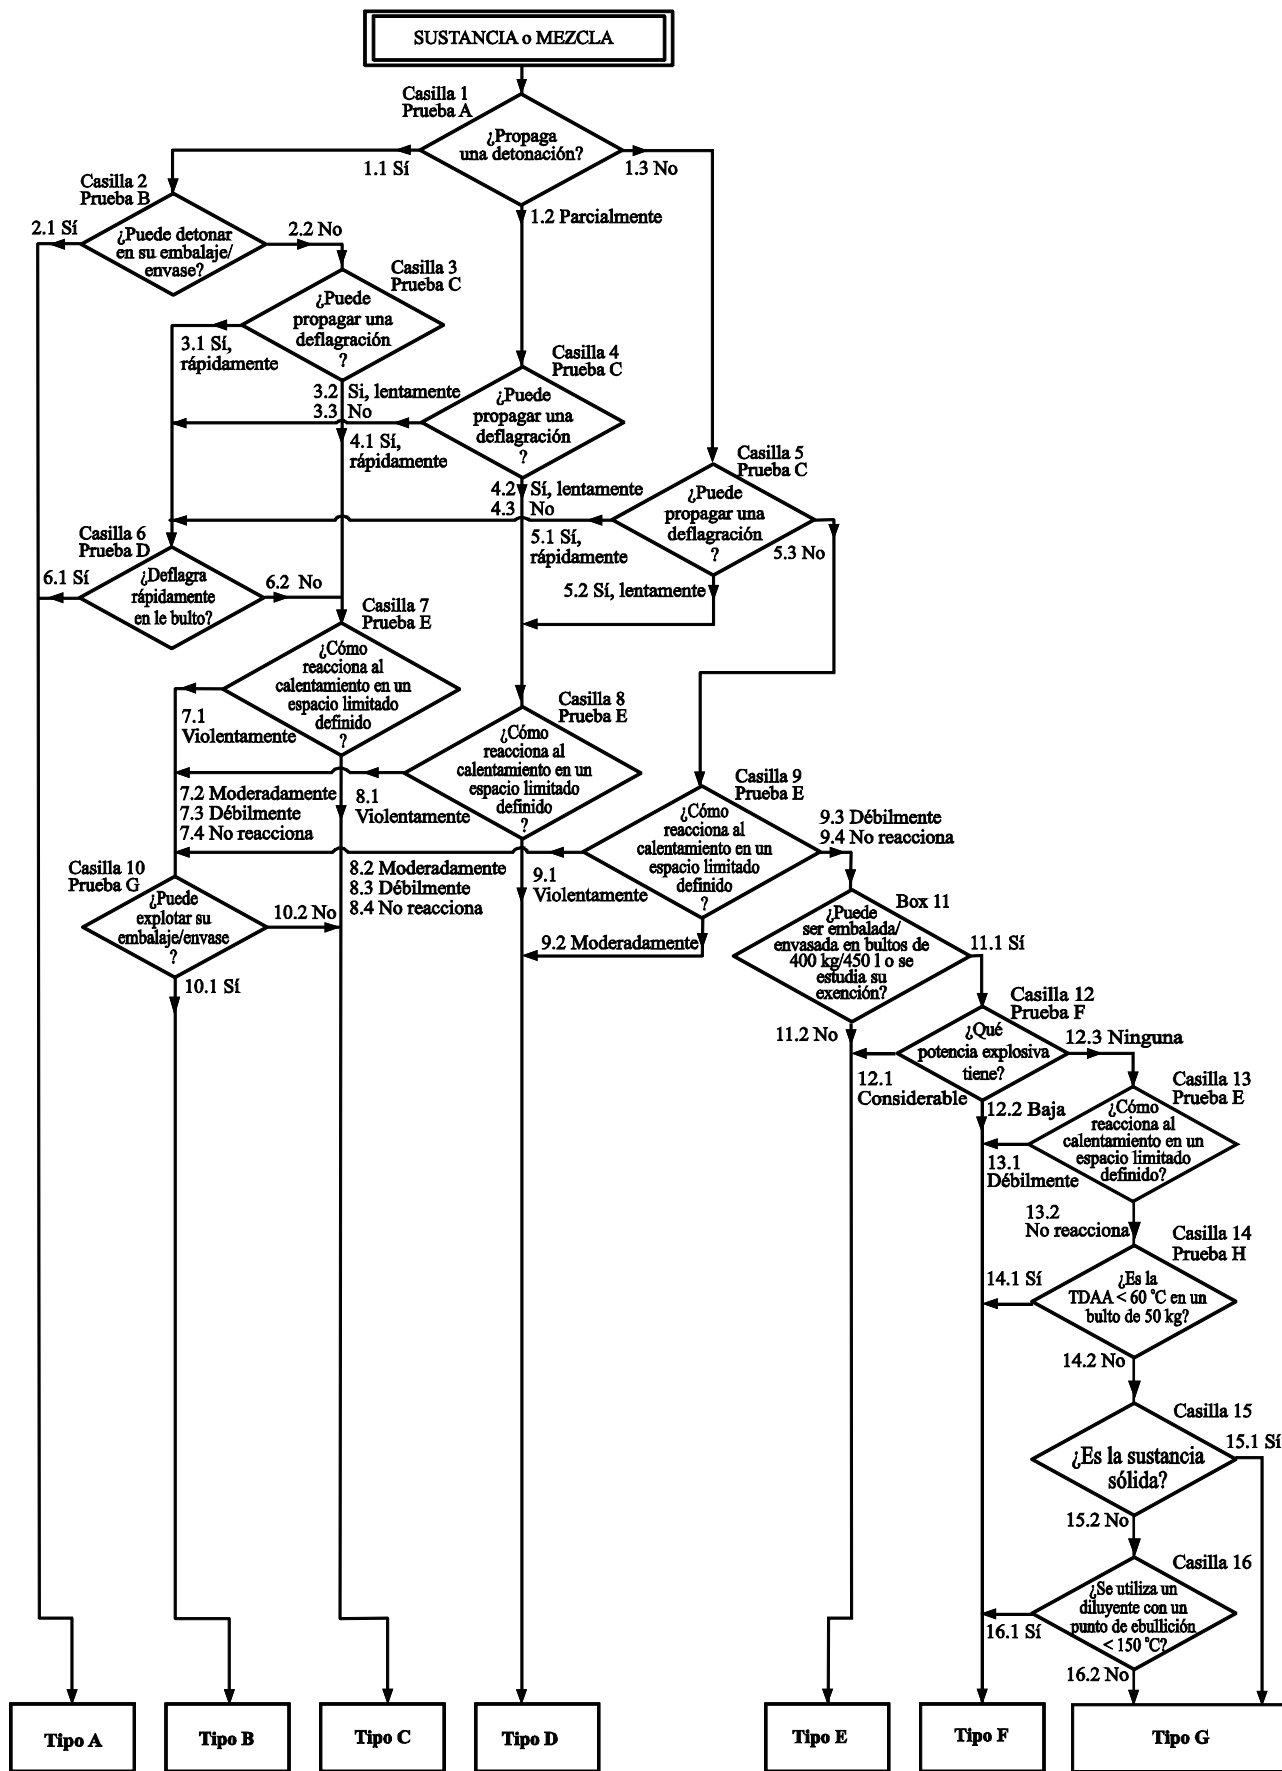 SUSTANCIA o MEZCLA
Casilla 1
Prueba A
¿Propaga
una detonación?
1.1 Sí
1.3 No
1.2 Parcialmente
Casilla 2
Prueba B
2.1 Sí
¿Puede detonar
en su embalaje/
envase?
2.2 No
Casilla 3
Prueba C
¿Puede
propagar una
deflagración
?
3.1 Sí,
rápidamente
3.2 Si, lentamente
3.3 No
Casilla 4
Prueba C
¿Puede
propagar una
deflagración
?
4.1 Sí,
rápidamente
4.2 Sí, lentamente
4.3 No
Casilla 5
Prueba C
¿Puede
propagar una
deflagración
?
5.1 Sí,
rápidamente
5.3 No
5.2 Sí, lentamente
Casilla 6
Prueba D
6.1 Sí
¿Deflagra
rápidamente
en le bulto?
6.2 No
Casilla 7
Prueba E
¿Cómo
reacciona al
calentamiento en un
espacio limitado
definido
?
7.1
Violentamente
7.2 Moderadamente
7.3 Débilmente
7.4 No reacciona
Casilla 8
Prueba E
¿Cómo
reacciona al
calentamiento en un
espacio limitado
definido
?
8.1
Violentamente
8.2 Moderadamente
8.3 Débilmente
8.4 No reacciona
Casilla 9
Prueba E
¿Cómo
reacciona al
calentamiento en un
espacio limitado
definido
?
9.3 Débilmente
9.4 No reacciona
9.1
Violentamente
9.2 Moderadamente
Casilla 10
Prueba G
¿Puede
explotar su
embalaje/envase
?
10.2 No
10.1 Sí
Box 11
¿Puede
ser embalada/
envasada en bultos de
400 kg/450 l o se
estudia su
exención?
11.1 Sí
11.2 No
Casilla 12
Prueba F
¿Qué
potencia explosiva
tiene?
12.3 Ninguna
12.1
Considerable
12.2 Baja
Casilla 13
Prueba E
¿Cómo
reacciona al
calentamiento en un
espacio limitado
definido?
13.1
Débilmente
13.2
No reacciona
Casilla 14
Prueba H
14.1 Sí
¿Es la
TDAA < 60 °C en un
bulto de 50 kg?
14.2 No
Casilla 15
¿Es la sustancia
sólida?
15.1 Sí
15.2 No
Casilla 16
¿Se utiliza un
diluyente con un
punto de ebullición
< 150 °C?
16.1 Sí
16.2 No
Tipo A
Tipo B
Tipo C
Tipo D
Tipo E
Tipo F
Tipo G